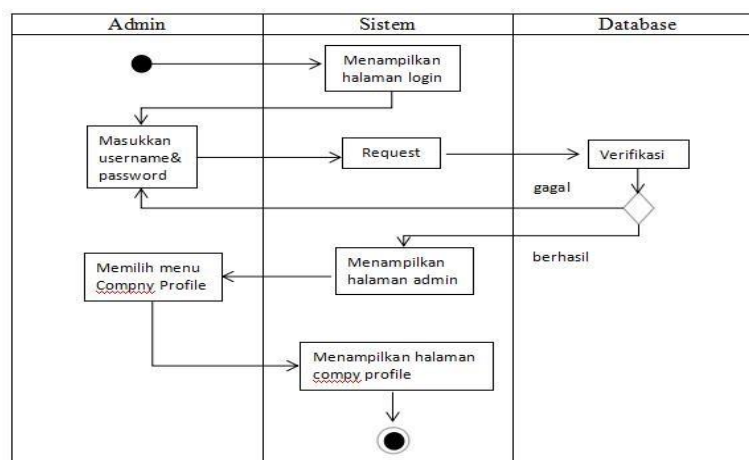 Admin
Sistem
Database
Menampilkan
halaman login
Masukkan
username&
password
Request
Verifikasi
gagal
berhasil
Menampilkan
halaman admin
Memilih menu
Compny Profile
Menampilkan halaman
compy profile